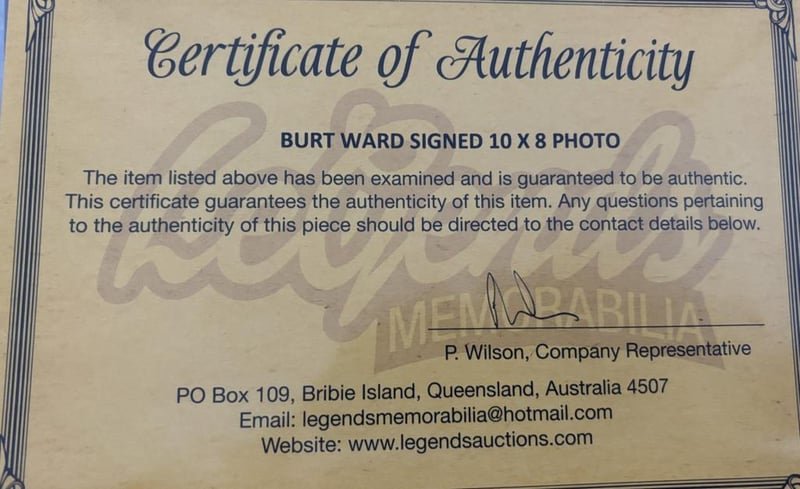 Certificate of Authenticity
BURT WARD SIGNED 10 X 8 PHOTO
The item listed above has been examined and is guaranteed to be authentic.
This certificate guarantees the authenticity of this item. Any questions pertaining
to the authenticity of this piece should be directed to the contact details below.
Legends
MEMORABILIA
P. Wilson, Company Representative
PO Box 109, Bribie Island, Queensland, Australia 4507
Email: legendsmemorabilia@hotmail.com
Website: www.legendsauctions.com